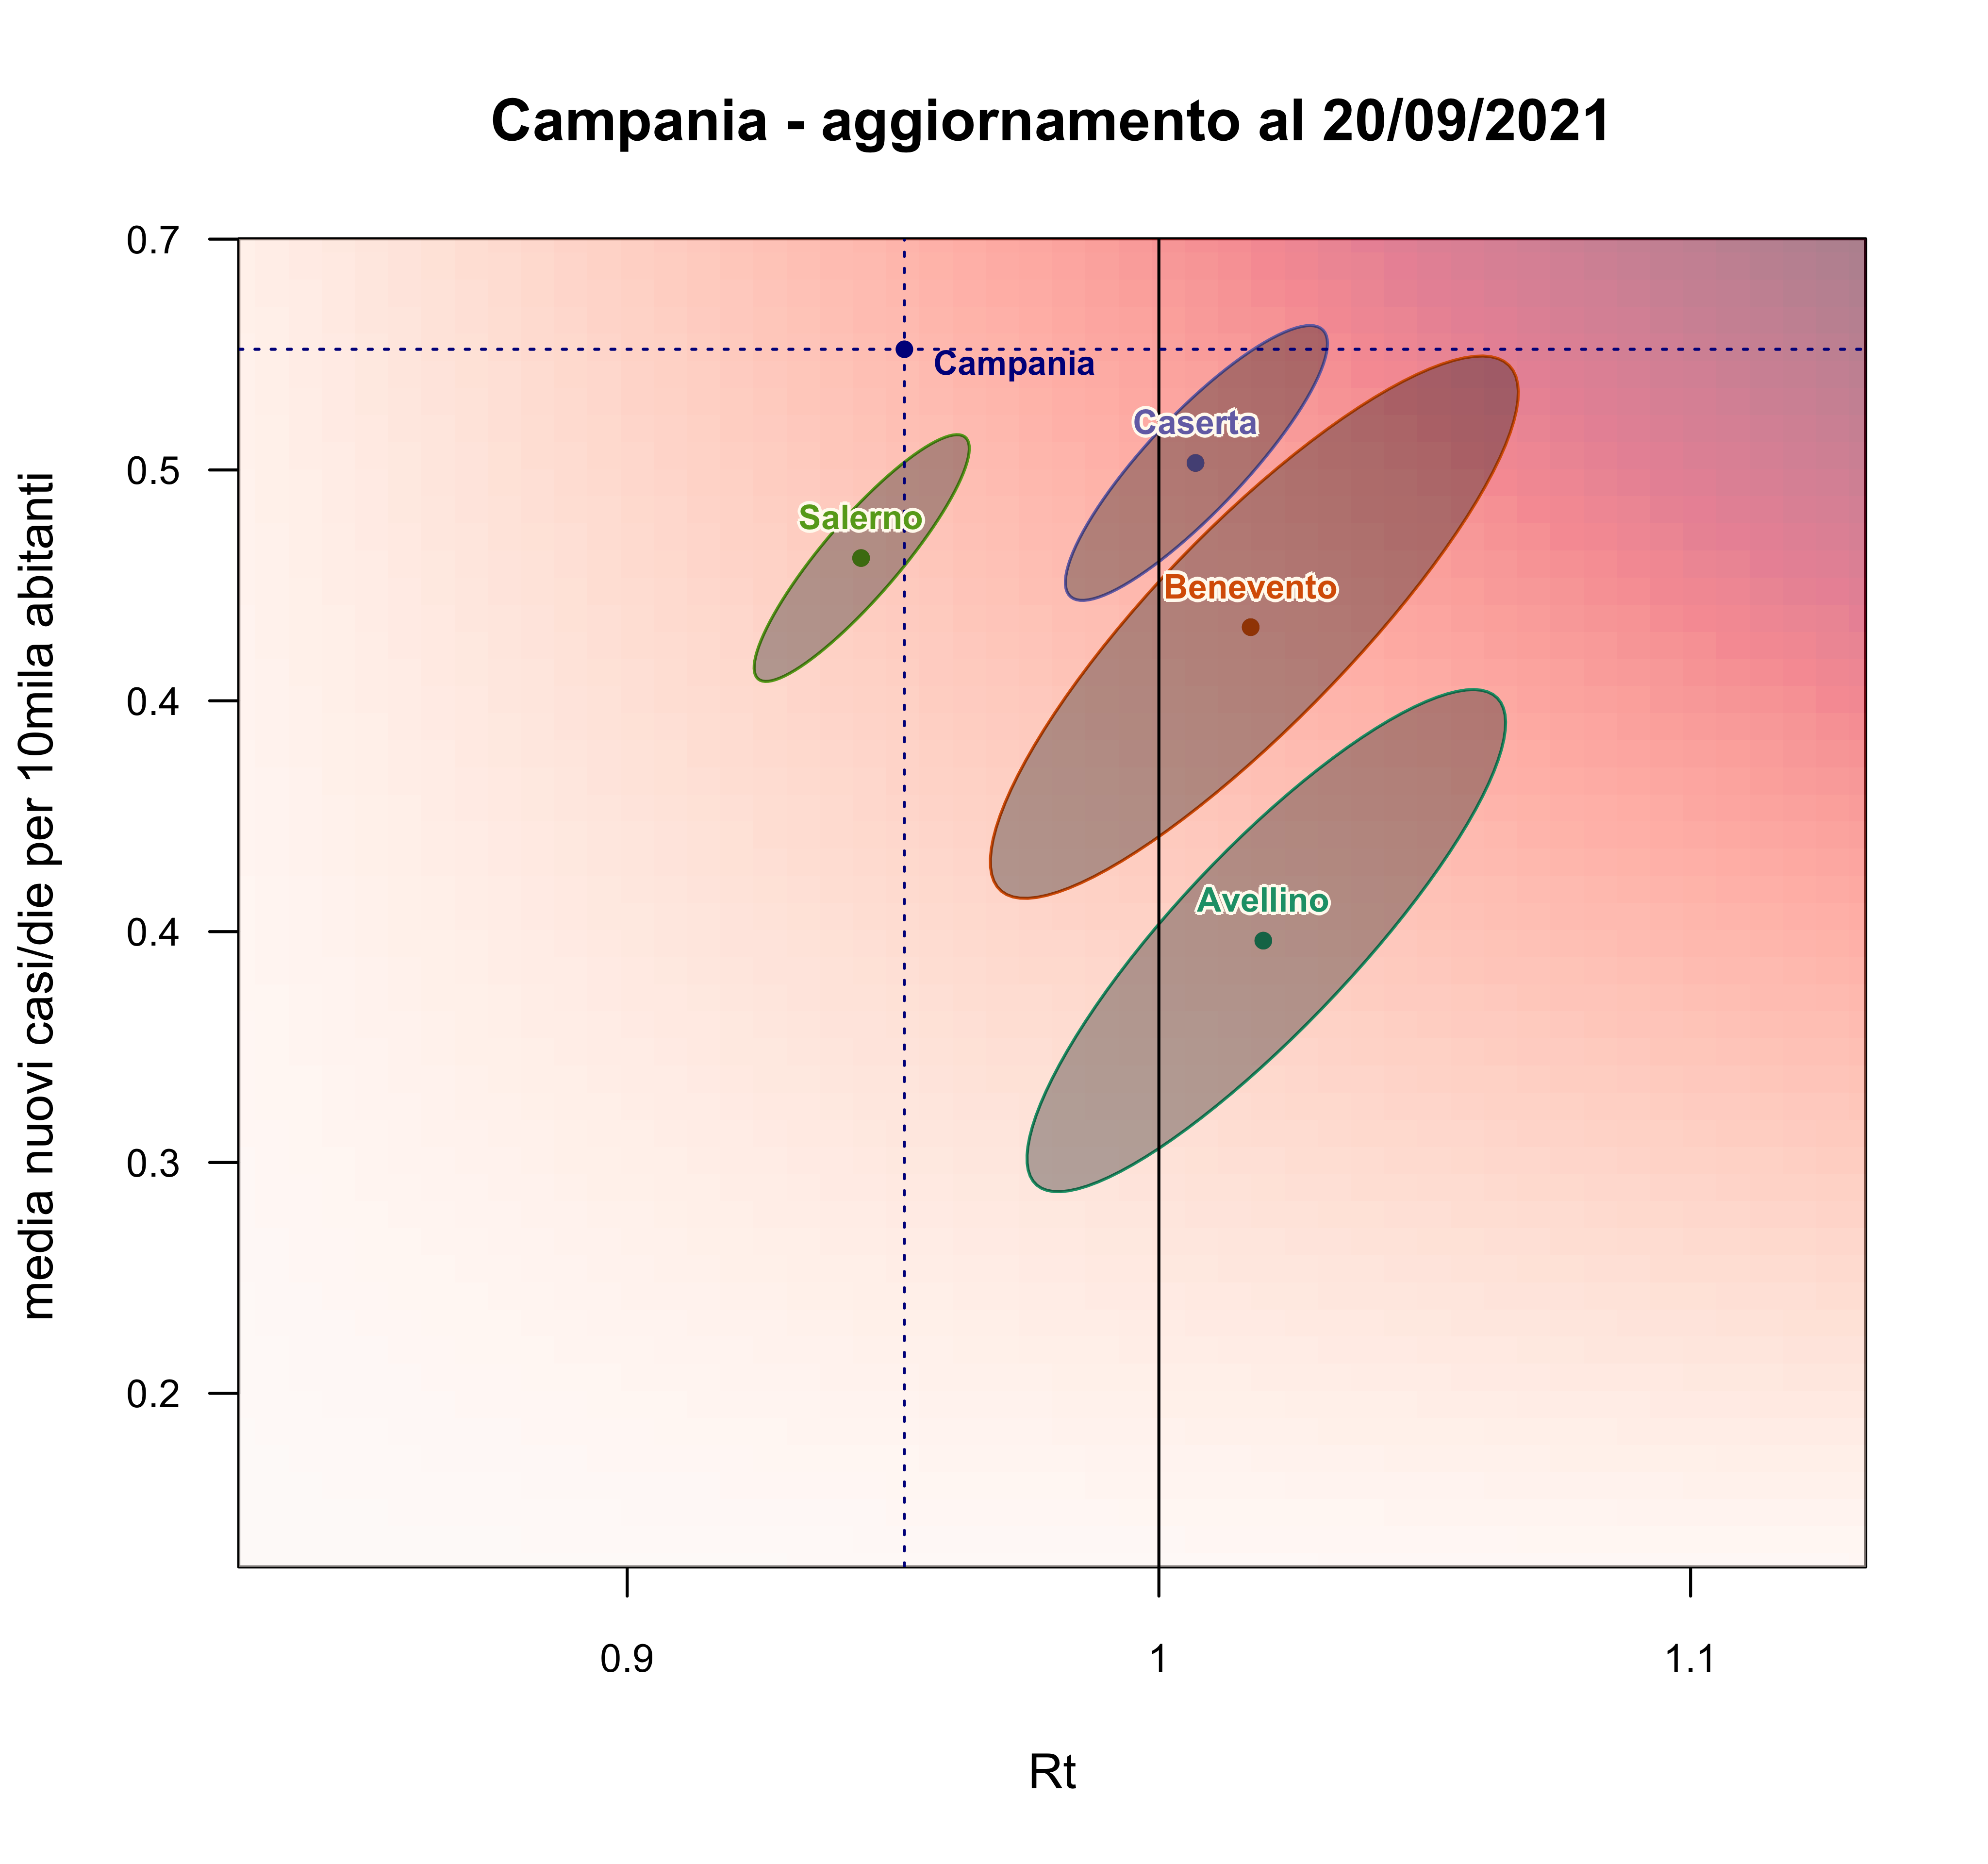 Campania - aggiornamento al 20/09/2021
media nuovi casi/die per 10mila abitanti
0.7
0.5
0.4
0.4
0.3
0.2
Campania
Caserta
Salerno
Benevento
Avellino
0.9
1
1.1
Rt